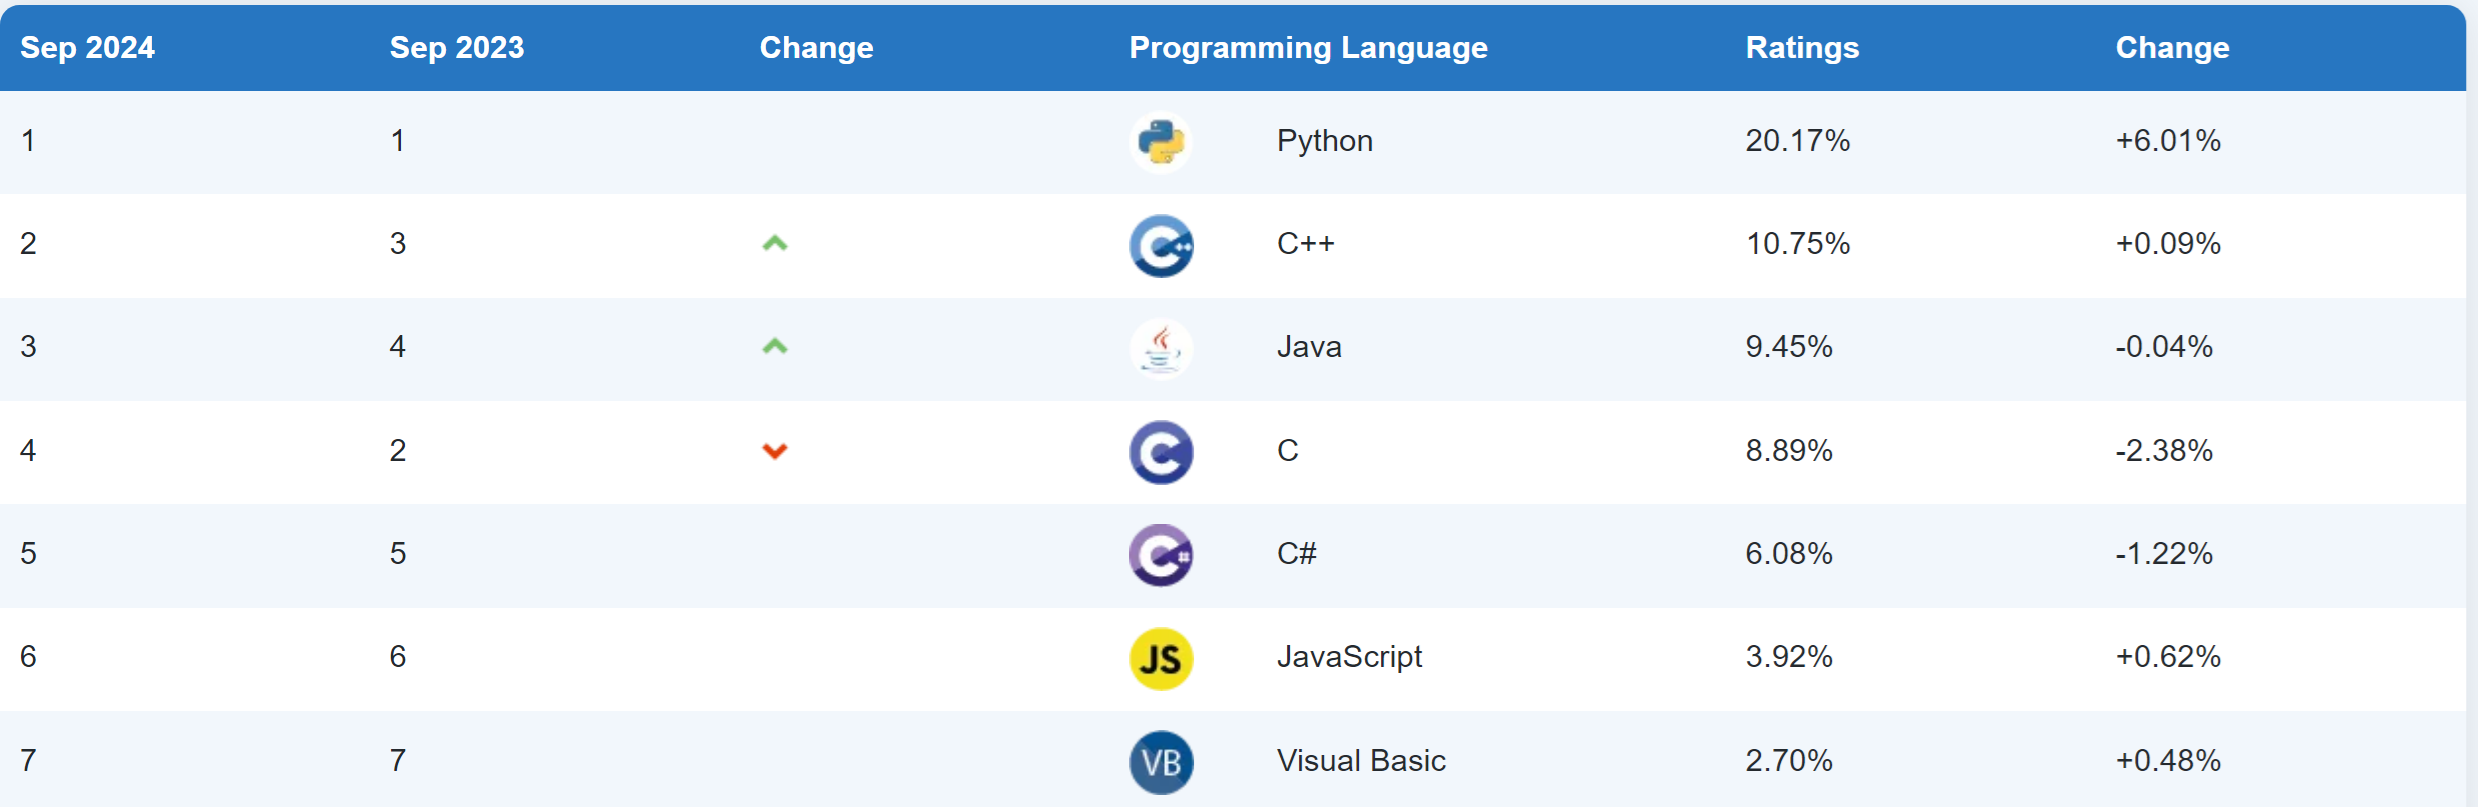 Sep 2024 Sep 2023 Change Programming Language Ratings Change
1 1 Python 20.17% +6.01%
2 3 C++ C++ 10.75% +0.09%
3 4 Java 9.45% -0.04%
4 2 C C 8.89% -2.38%
5 5 C# C# 6.08% -1.22%
6 6 JS JavaScript 3.92% +0.62%
7 7 VB Visual Basic 2.70% +0.48%